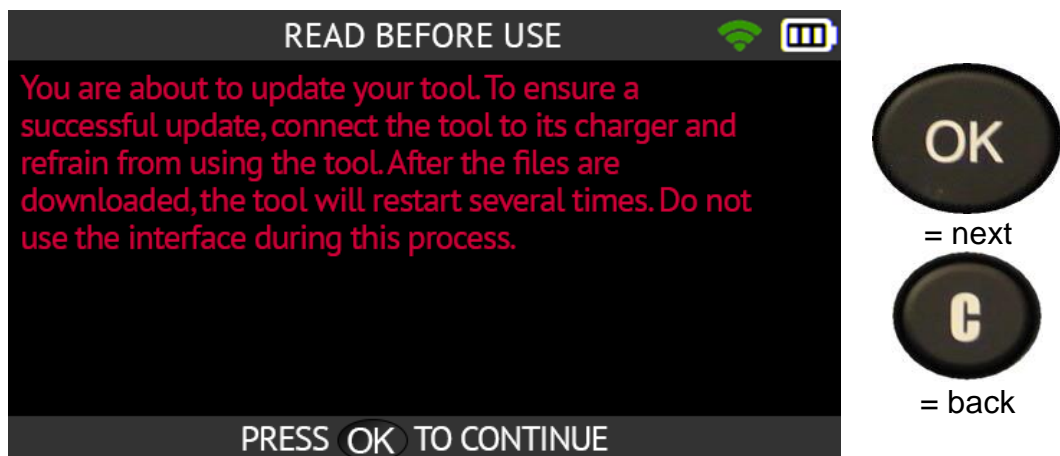 READ BEFORE USE
You are about to update your tool. To ensure a
successful update, connect the tool to its charger and
refrain from using the tool. After the files are
downloaded, the tool will restart several times. Do not
use the interface during this process.
PRESS OK TO CONTINUE
OK
= next
C
= back